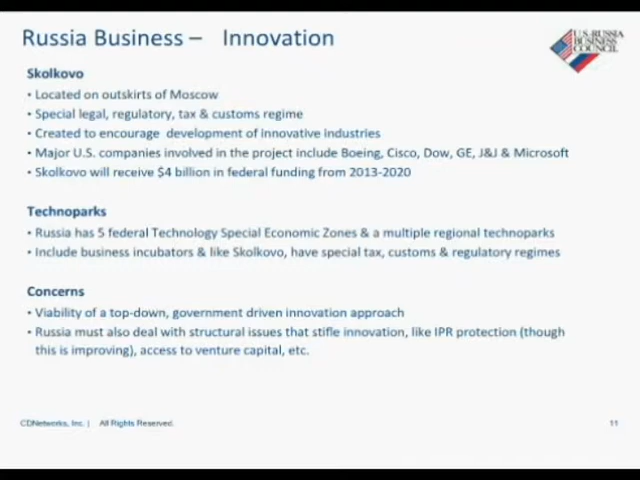 Russia Business – Innovation
U.S.-RUSSIA
BUSINESS
COUNCIL
Skolkovo
• Located on outskirts of Moscow
• Special legal, regulatory, tax & customs regime
• Created to encourage development of innovative industries
• Major U.S. companies involved in the project include Boeing, Cisco, Dow, GE, J&J & Microsoft
• Skolkovo will receive $4 billion in federal funding from 2013-2020
Technoparks
• Russia has 5 federal Technology Special Economic Zones & a multiple regional technoparks
• Include business incubators & like Skolkovo, have special tax, customs & regulatory regimes
Concerns
• Viability of a top-down, government driven innovation approach
• Russia must also deal with structural issues that stifle innovation, like IPR protection (though
this is improving), access to venture capital, etc.
CDNetworks, Inc. | All Rights Reserved.
11